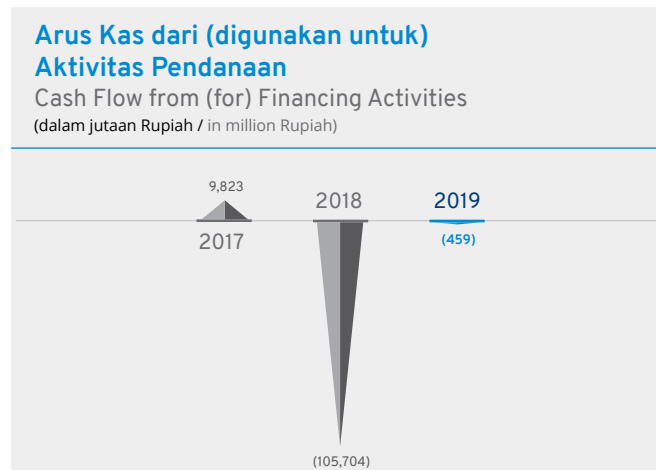 Arus Kas dari (digunakan untuk)
Aktivitas Pendanaan
Cash Flow from (for) Financing Activities
(dalam jutaan Rupiah / in million Rupiah)
9,823
2017
2018
(105,704)
2019
(459)